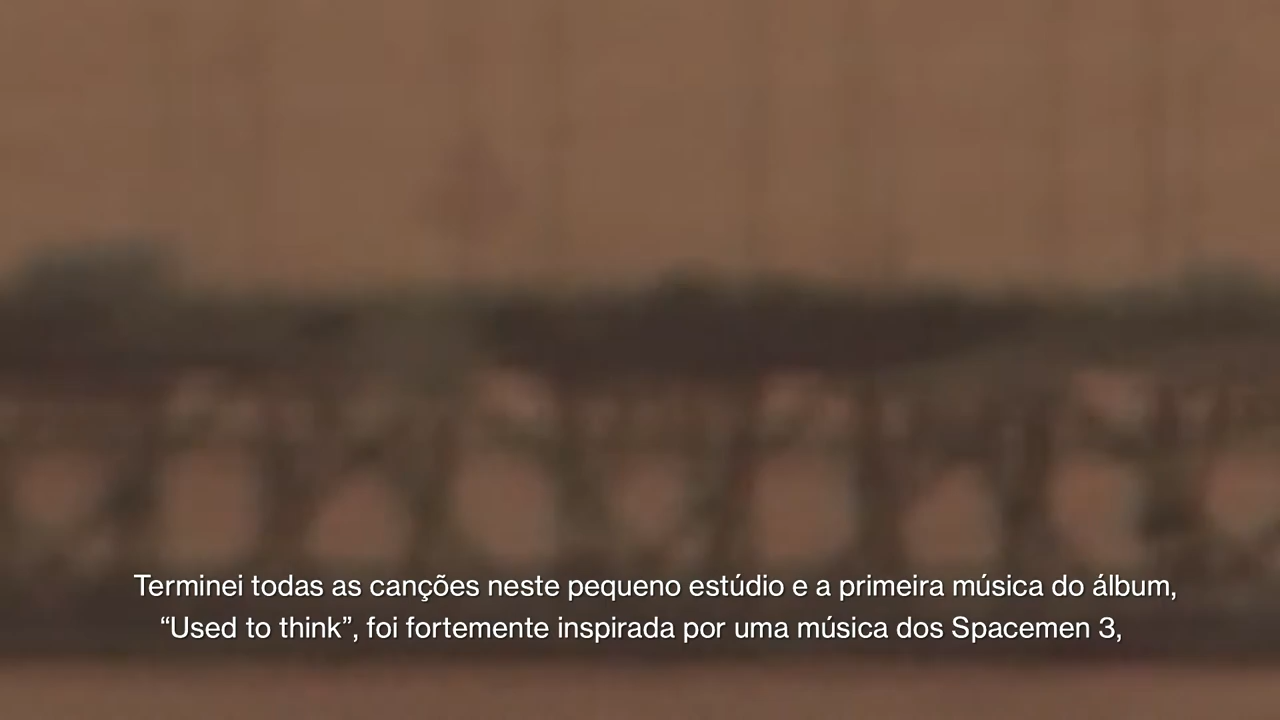 Terminei todas as canções neste pequeno estúdio e a primeira música do álbum,
“Used to think”, foi fortemente inspirada por uma música dos Spacemen 3,